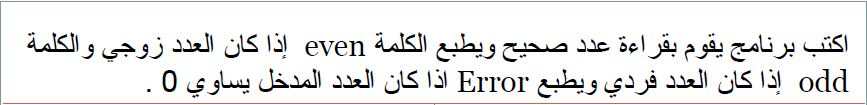 اكتب برنامج يقوم بقراءة عدد صحيح ويطبع الكلمة even إذا كان العدد زوجي والكلمة
odd إذا كان العدد فردي ويطبع Error اذا كان العدد المدخل يساوي 0 .